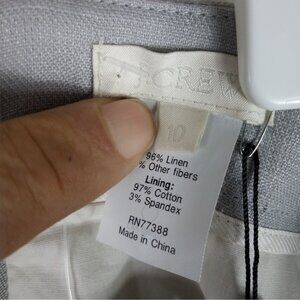 J.CREW
10
96% Linen
% Other fibers
Lining:
97% Cotton
3% Spandex
RN77388
Made in China